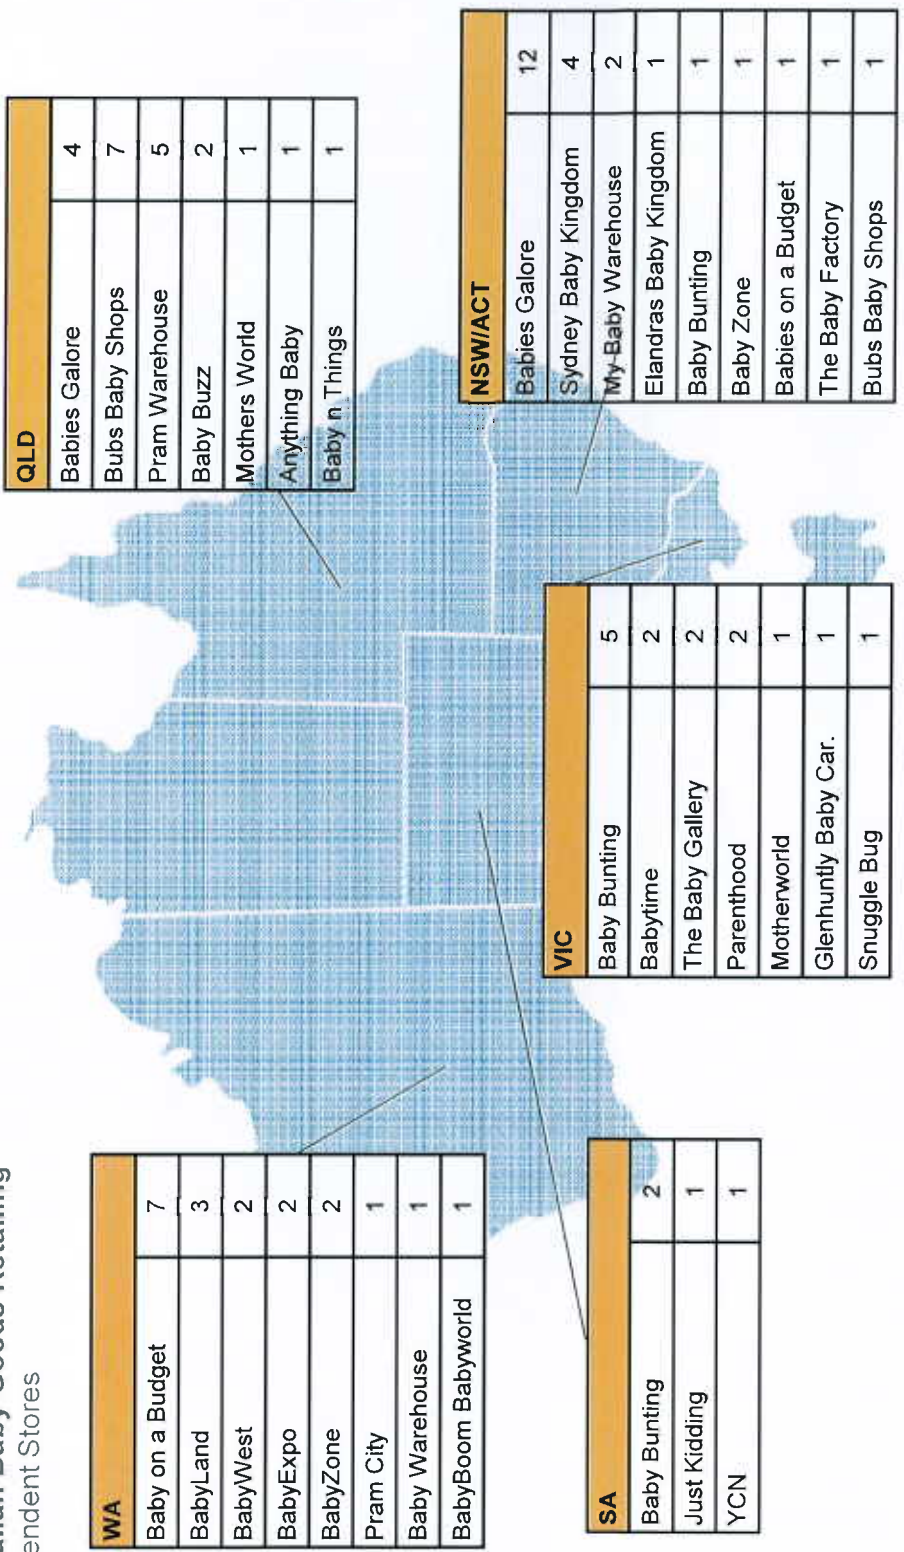 alian Baby Goods Retailing
endent Stores
WA
Baby on a Budget 7
BabyLand 3
BabyWest 2
BabyExpo 2
BabyZone 2
Pram City 1
Baby Warehouse 1
BabyBoom Babyworld 1
QLD
Babies Galore 4
Bubs Baby Shops 7
Pram Warehouse 5
Baby Buzz 2
Mothers World 1
Anything Baby 1
Baby n Things 1
NSW/ACT
Babies Galore 12
Sydney Baby Kingdom 4
My Baby Warehouse 2
Elandras Baby Kingdom 1
Baby Bunting 1
Baby Zone 1
Babies on a Budget 1
The Baby Factory 1
Bubs Baby Shops 1
VIC
Baby Bunting 5
Babytime 2
The Baby Gallery 2
Parenthood 2
Motherworld 1
Glenhuntly Baby Car. 1
Snuggle Bug 1
SA
Baby Bunting 2
Just Kidding 1
YCN 1